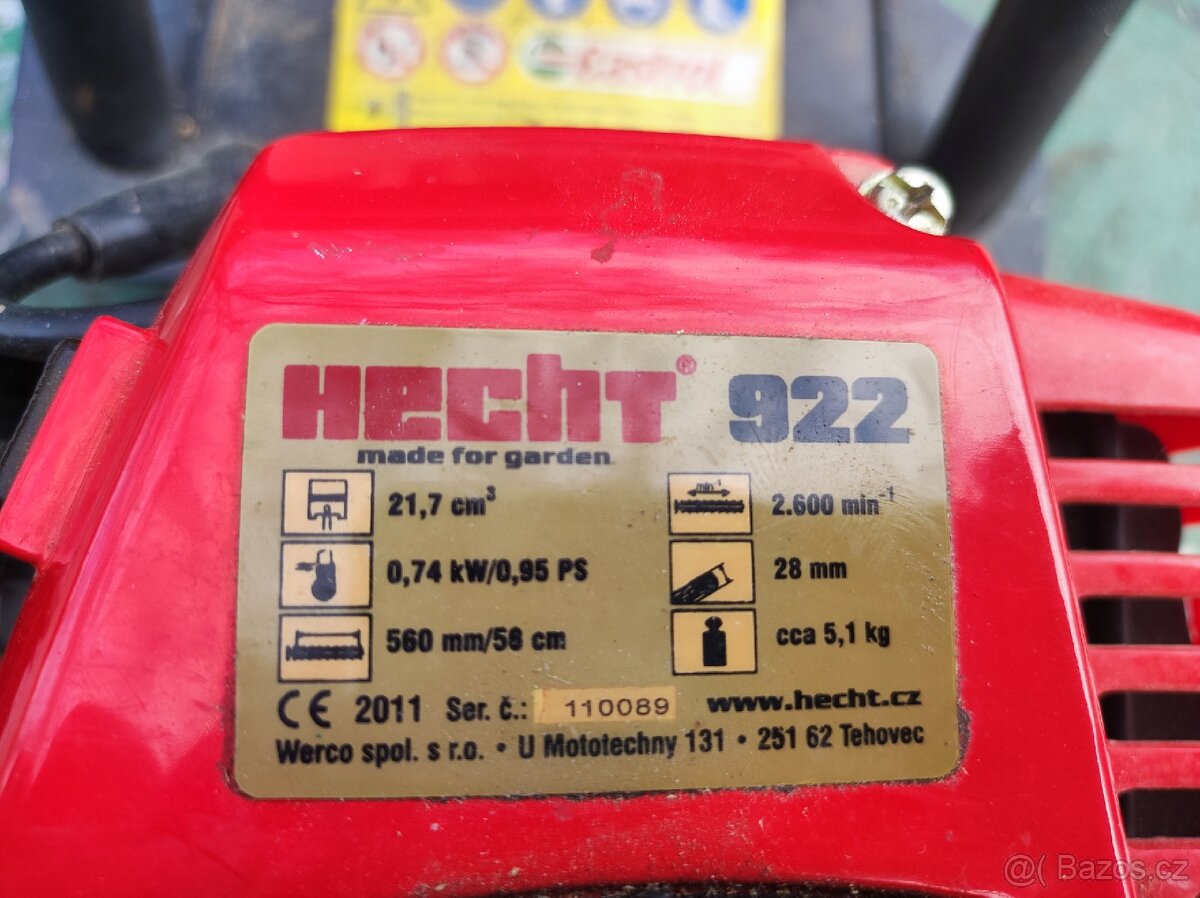 HECHT® 922
made for garden
21,7 cm³
2.600 min⁻¹
0,74 kW/0,95 PS
28 mm
560 mm/56 cm
cca 5,1 kg
CE 2011 Ser. č.: 110089 www.hecht.cz
Werco spol. s r.o. • U Mototechny 131 • 251 62 Tehovec
@ Bazos.cz